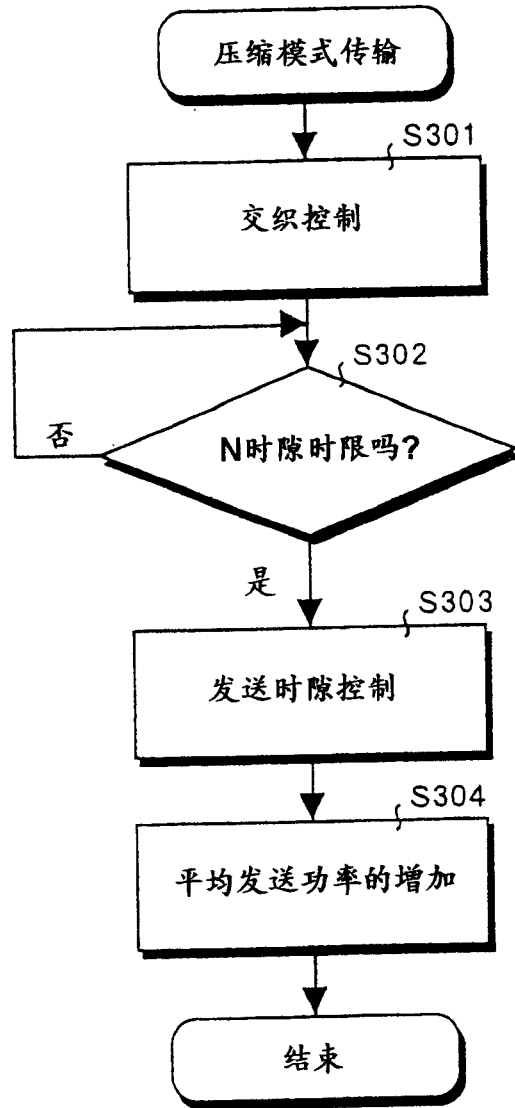 压缩模式传输
S301
交织控制
S302
N时隙时限吗?
否
是
S303
发送时隙控制
S304
平均发送功率的增加
结束